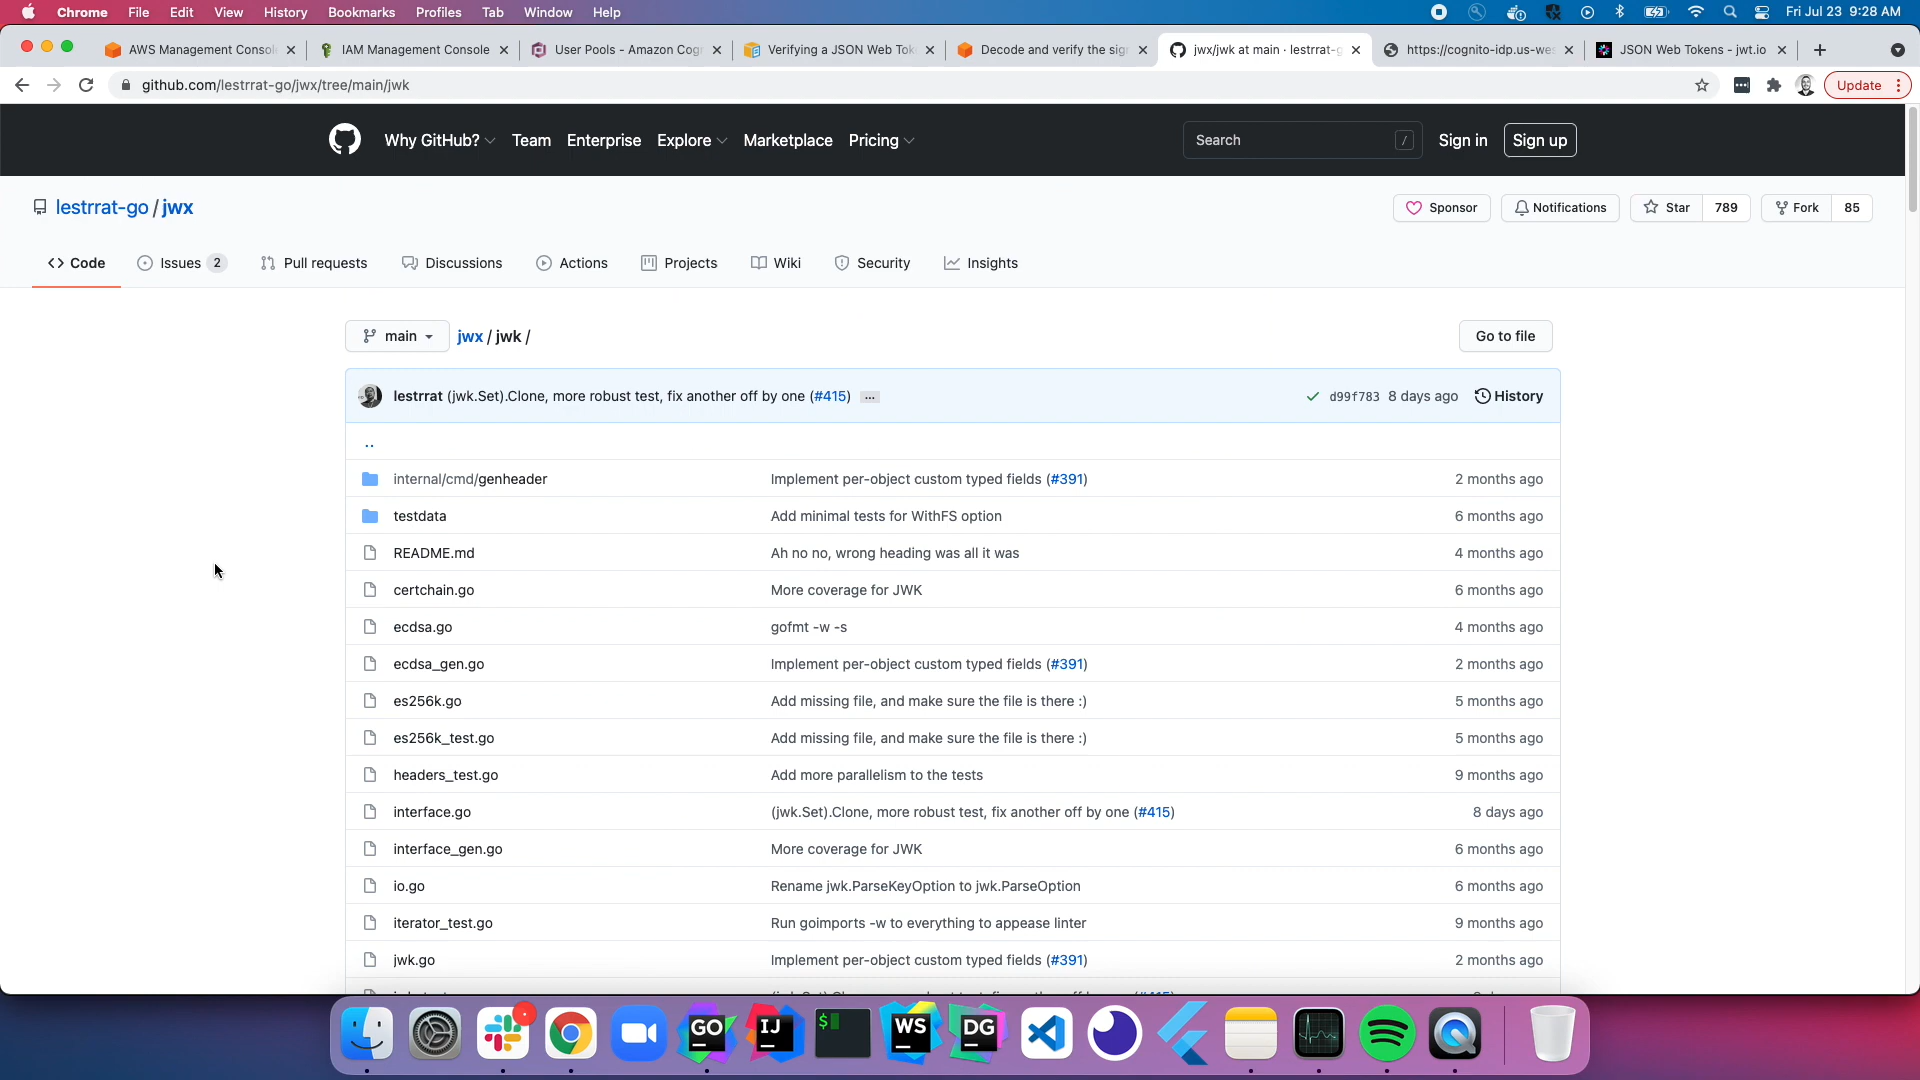 Chrome File Edit View History Bookmarks Profiles Tab Window Help Fri Jul 23 9:28 AM
AWS Management Consol IAM Management Console User Pools - Amazon Cog Verifying a JSON Web Tok Decode and verify the sig jwx/jwk at main · lestrrat-g https://cognito-idp.us-wes JSON Web Tokens - jwt.io
github.com/lestrrat-go/jwx/tree/main/jwk Update
Why GitHub? Team Enterprise Explore Marketplace Pricing Search / Sign in Sign up
lestrrat-go / jwx Sponsor Notifications Star 789 Fork 85
Code Issues 2 Pull requests Discussions Actions Projects Wiki Security Insights
main jwx / jwk / Go to file
lestrrat (jwk.Set).Clone, more robust test, fix another off by one (#415) ... d99f783 8 days ago History
..
internal/cmd/genheader Implement per-object custom typed fields (#391) 2 months ago
testdata Add minimal tests for WithFS option 6 months ago
README.md Ah no no, wrong heading was all it was 4 months ago
certchain.go More coverage for JWK 6 months ago
ecdsa.go gofmt -w -s 4 months ago
ecdsa_gen.go Implement per-object custom typed fields (#391) 2 months ago
es256k.go Add missing file, and make sure the file is there :) 5 months ago
es256k_test.go Add missing file, and make sure the file is there :) 5 months ago
headers_test.go Add more parallelism to the tests 9 months ago
interface.go (jwk.Set).Clone, more robust test, fix another off by one (#415) 8 days ago
interface_gen.go More coverage for JWK 6 months ago
io.go Rename jwk.ParseKeyOption to jwk.ParseOption 6 months ago
iterator_test.go Run goimports -w to everything to appease linter 9 months ago
jwk.go Implement per-object custom typed fields (#391) 2 months ago
GO IJ $ WS DG